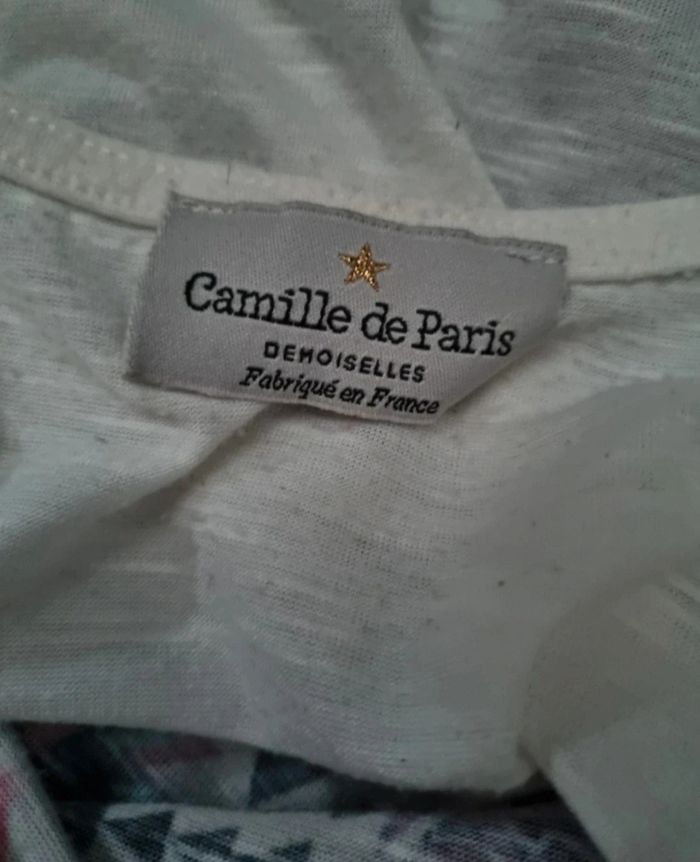 Camille de Paris
DEMOISELLES
Fabriqué en France